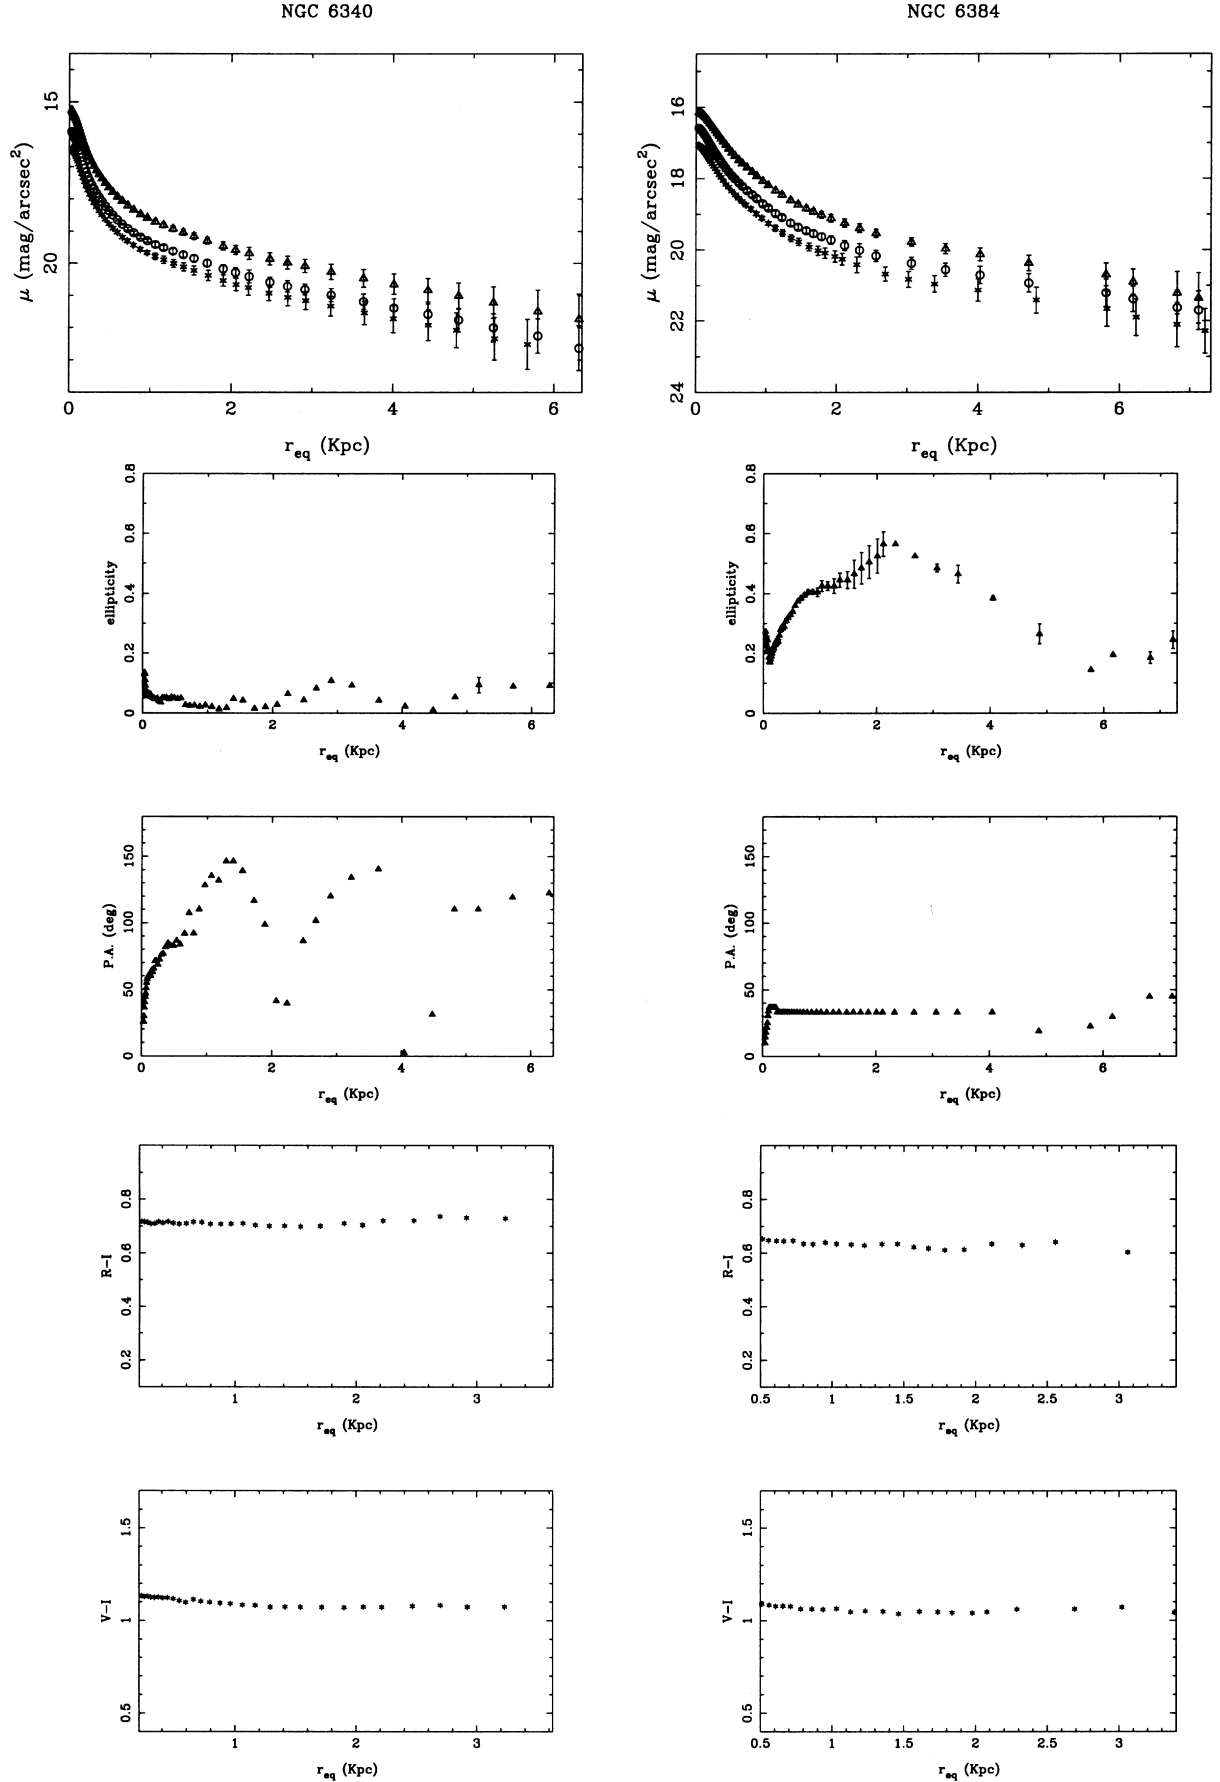 NGC 6340
NGC 6384
15
20
μ (mag/arcsec²)
0 2 4 6
r_eq (Kpc)
16
18
20
22
24
μ (mag/arcsec²)
0 2 4 6
r_eq (Kpc)
0.8
0.6
0.4
0.2
0
ellipticity
0 2 4 6
r_eq (Kpc)
0.8
0.6
0.4
0.2
0
ellipticity
0 2 4 6
r_eq (Kpc)
150
100
50
0
P.A. (deg)
0 2 4 6
r_eq (Kpc)
150
100
50
0
P.A. (deg)
0 2 4 6
r_eq (Kpc)
0.8
0.6
0.4
0.2
R-I
1 2 3
r_eq (Kpc)
0.8
0.6
0.4
0.2
R-I
0.5 1 1.5 2 2.5 3
r_eq (Kpc)
1.5
1
0.5
V-I
1 2 3
r_eq (Kpc)
1.5
1
0.5
V-I
0.5 1 1.5 2 2.5 3
r_eq (Kpc)